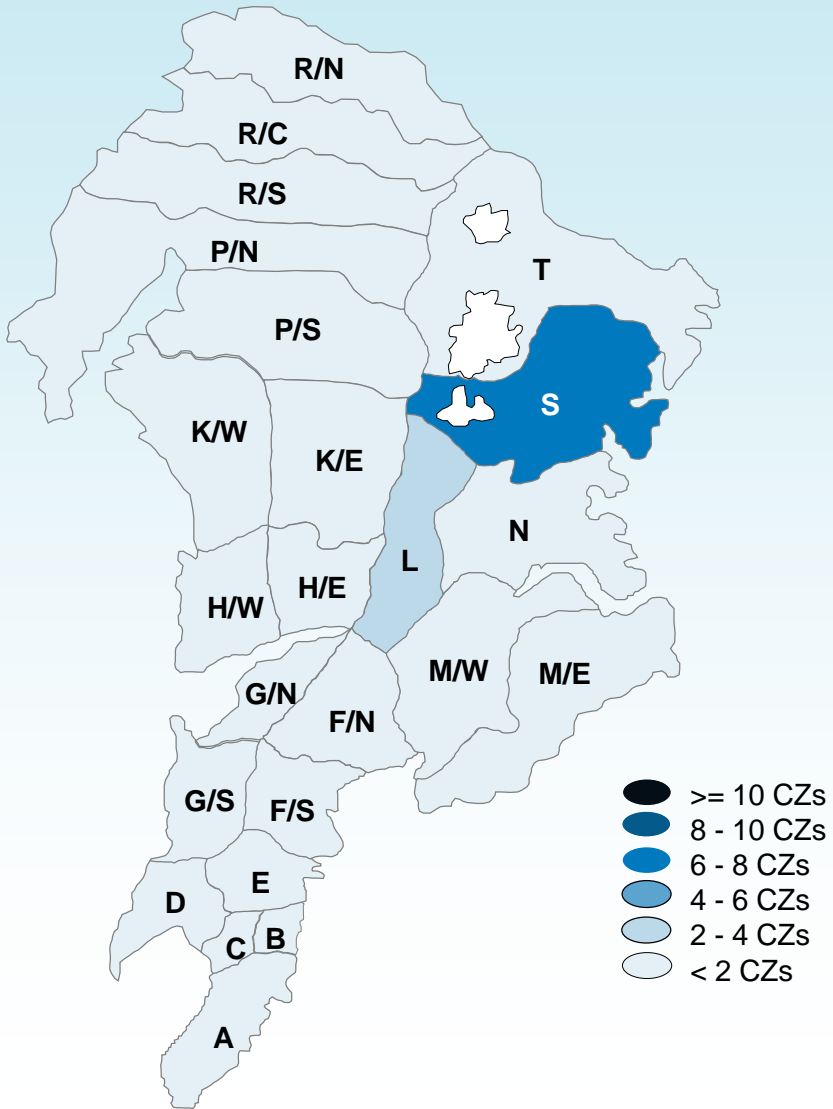 R/N
R/C
R/S
P/N
T
P/S
S
K/W
K/E
N
L
H/E
H/W
M/W
M/E
G/N
F/N
G/S
F/S
E
D
B
C
A
>= 10 CZs
8 - 10 CZs
6 - 8 CZs
4 - 6 CZs
2 - 4 CZs
< 2 CZs